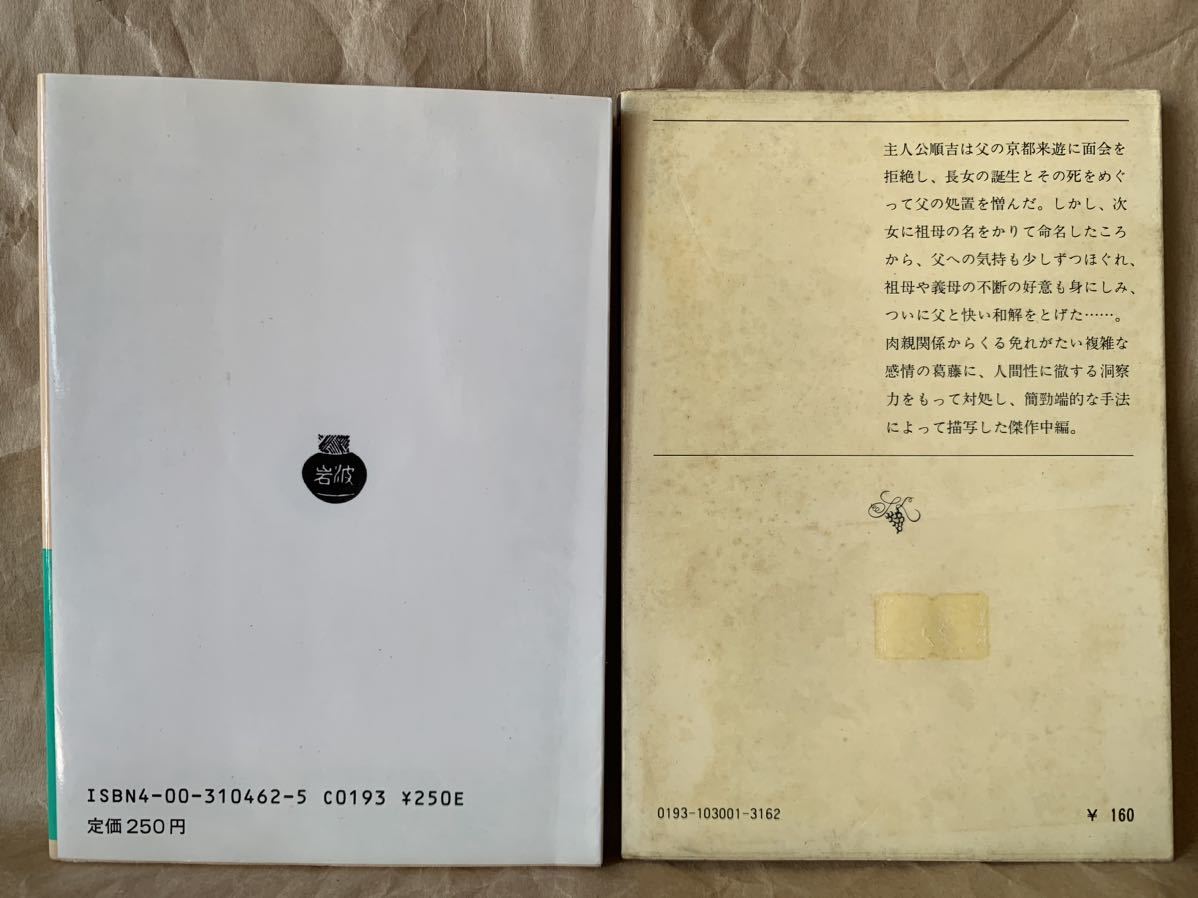 岩波
ISBN4-00-310462-5 C0193 ¥250E
定価250円
主人公順吉は父の京都来遊に面会を
拒絶し、長女の誕生とその死をめぐ
って父の処置を憎んだ。しかし、次
女に祖母の名をかりて命名したころ
から、父への気持も少しずつほぐれ、
祖母や義母の不断の好意も身にしみ、
ついに父と快い和解をとげた……。
肉親関係からくる免れがたい複雑な
感情の葛藤に、人間性に徹する洞察
力をもって対処し、簡勁端的な手法
によって描写した傑作中編。
0193-103001-3162
¥ 160